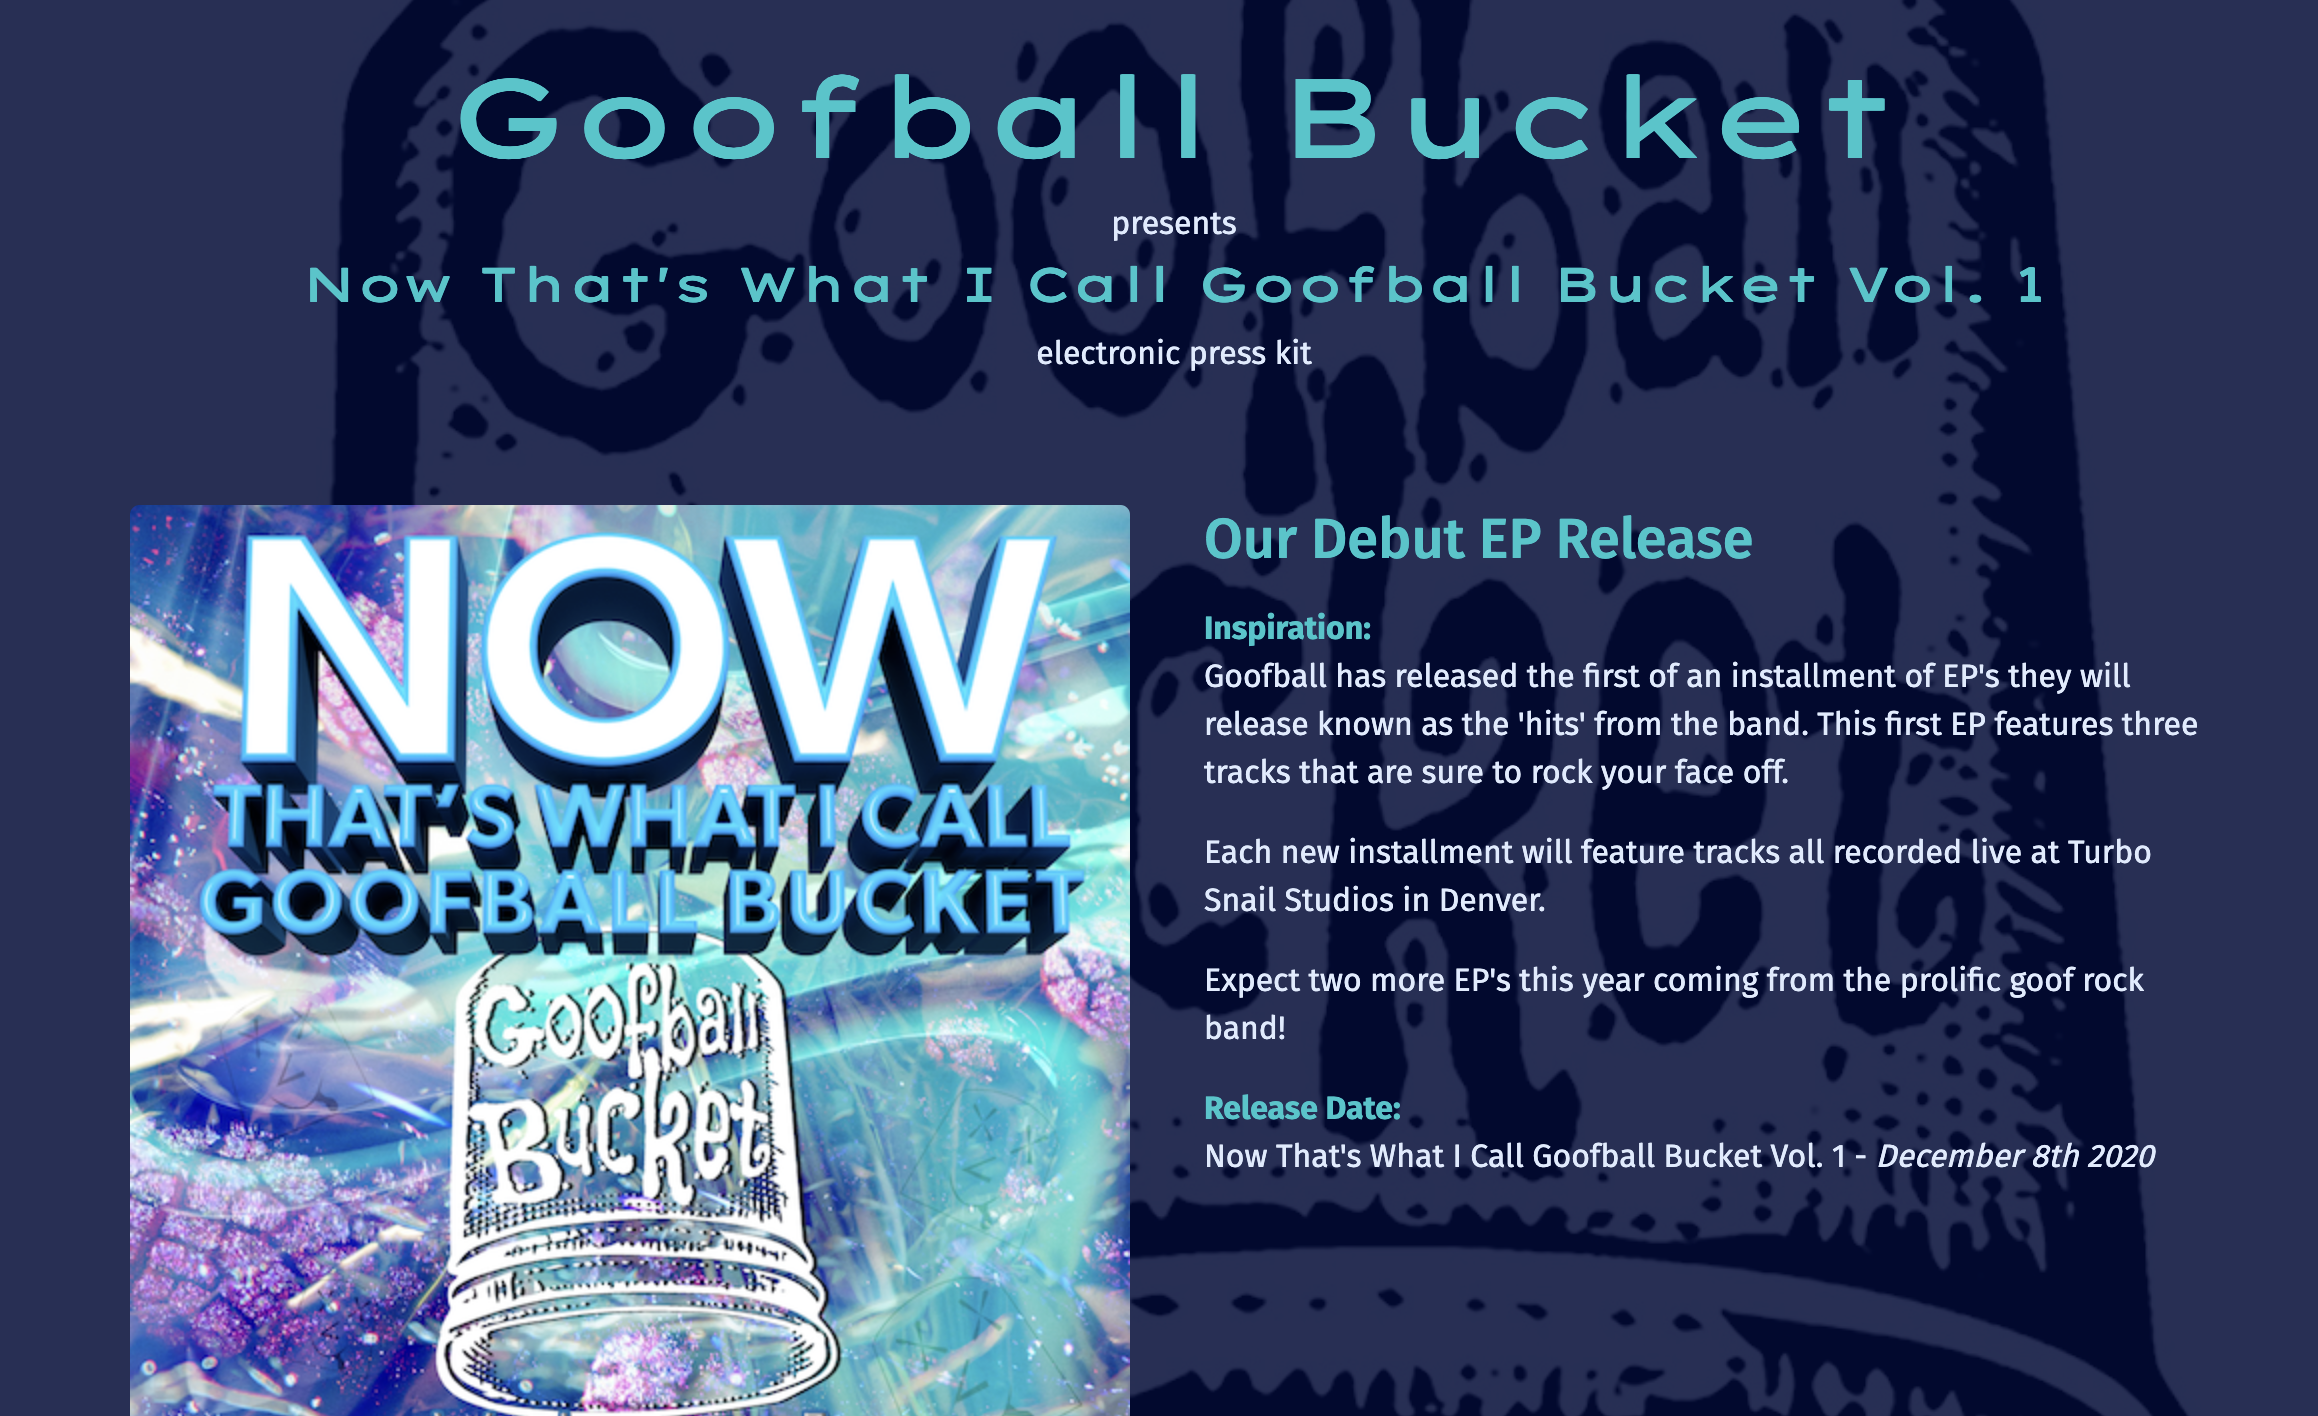 Goofball Bucket
presents
Now That's What I Call Goofball Bucket Vol. 1
electronic press kit
NOW
THAT'S WHAT I CALL
GOOFBALL BUCKET
Goofball
Bucket
Our Debut EP Release
Inspiration:
Goofball has released the first of an installment of EP's they will
release known as the 'hits' from the band. This first EP features three
tracks that are sure to rock your face off.
Each new installment will feature tracks all recorded live at Turbo
Snail Studios in Denver.
Expect two more EP's this year coming from the prolific goof rock
band!
Release Date:
Now That's What I Call Goofball Bucket Vol. 1 - December 8th 2020
Goofball
Bucket